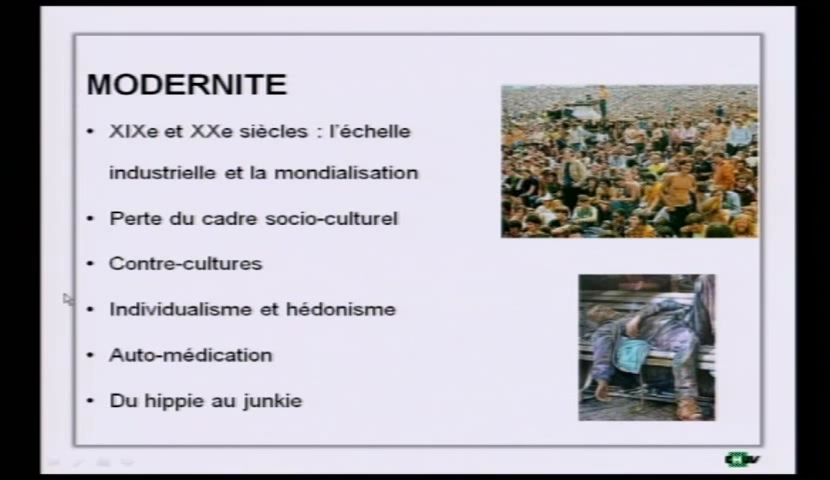 MODERNITE
• XIXe et XXe siècles : l'échelle
industrielle et la mondialisation
• Perte du cadre socio-culturel
• Contre-cultures
• Individualisme et hédonisme
• Auto-médication
• Du hippie au junkie